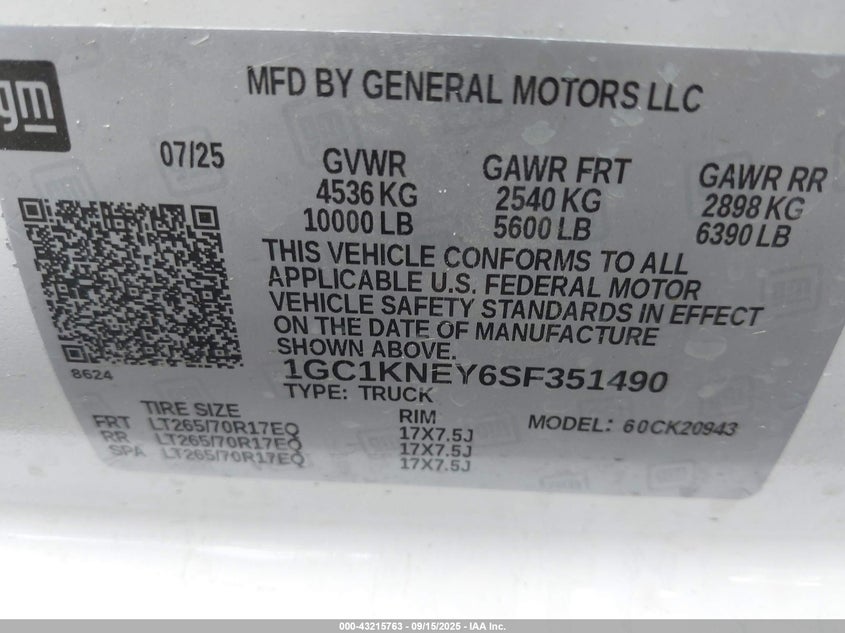 gm
MFD BY GENERAL MOTORS LLC
07/25
GVWR
4536 KG
10000 LB
GAWR FRT
2540 KG
5600 LB
GAWR RR
2898 KG
6390 LB
THIS VEHICLE CONFORMS TO ALL
APPLICABLE U.S. FEDERAL MOTOR
VEHICLE SAFETY STANDARDS IN EFFECT
ON THE DATE OF MANUFACTURE
SHOWN ABOVE.
8624
1GC1KNEY6SF351490
TYPE: TRUCK
TIRE SIZE RIM
FRT LT265/70R17EQ 17X7.5J
RR LT265/70R17EQ 17X7.5J
SPA LT265/70R17EQ 17X7.5J
MODEL: 60CK20943
000-43215763 - 09/15/2025 - IAA Inc.